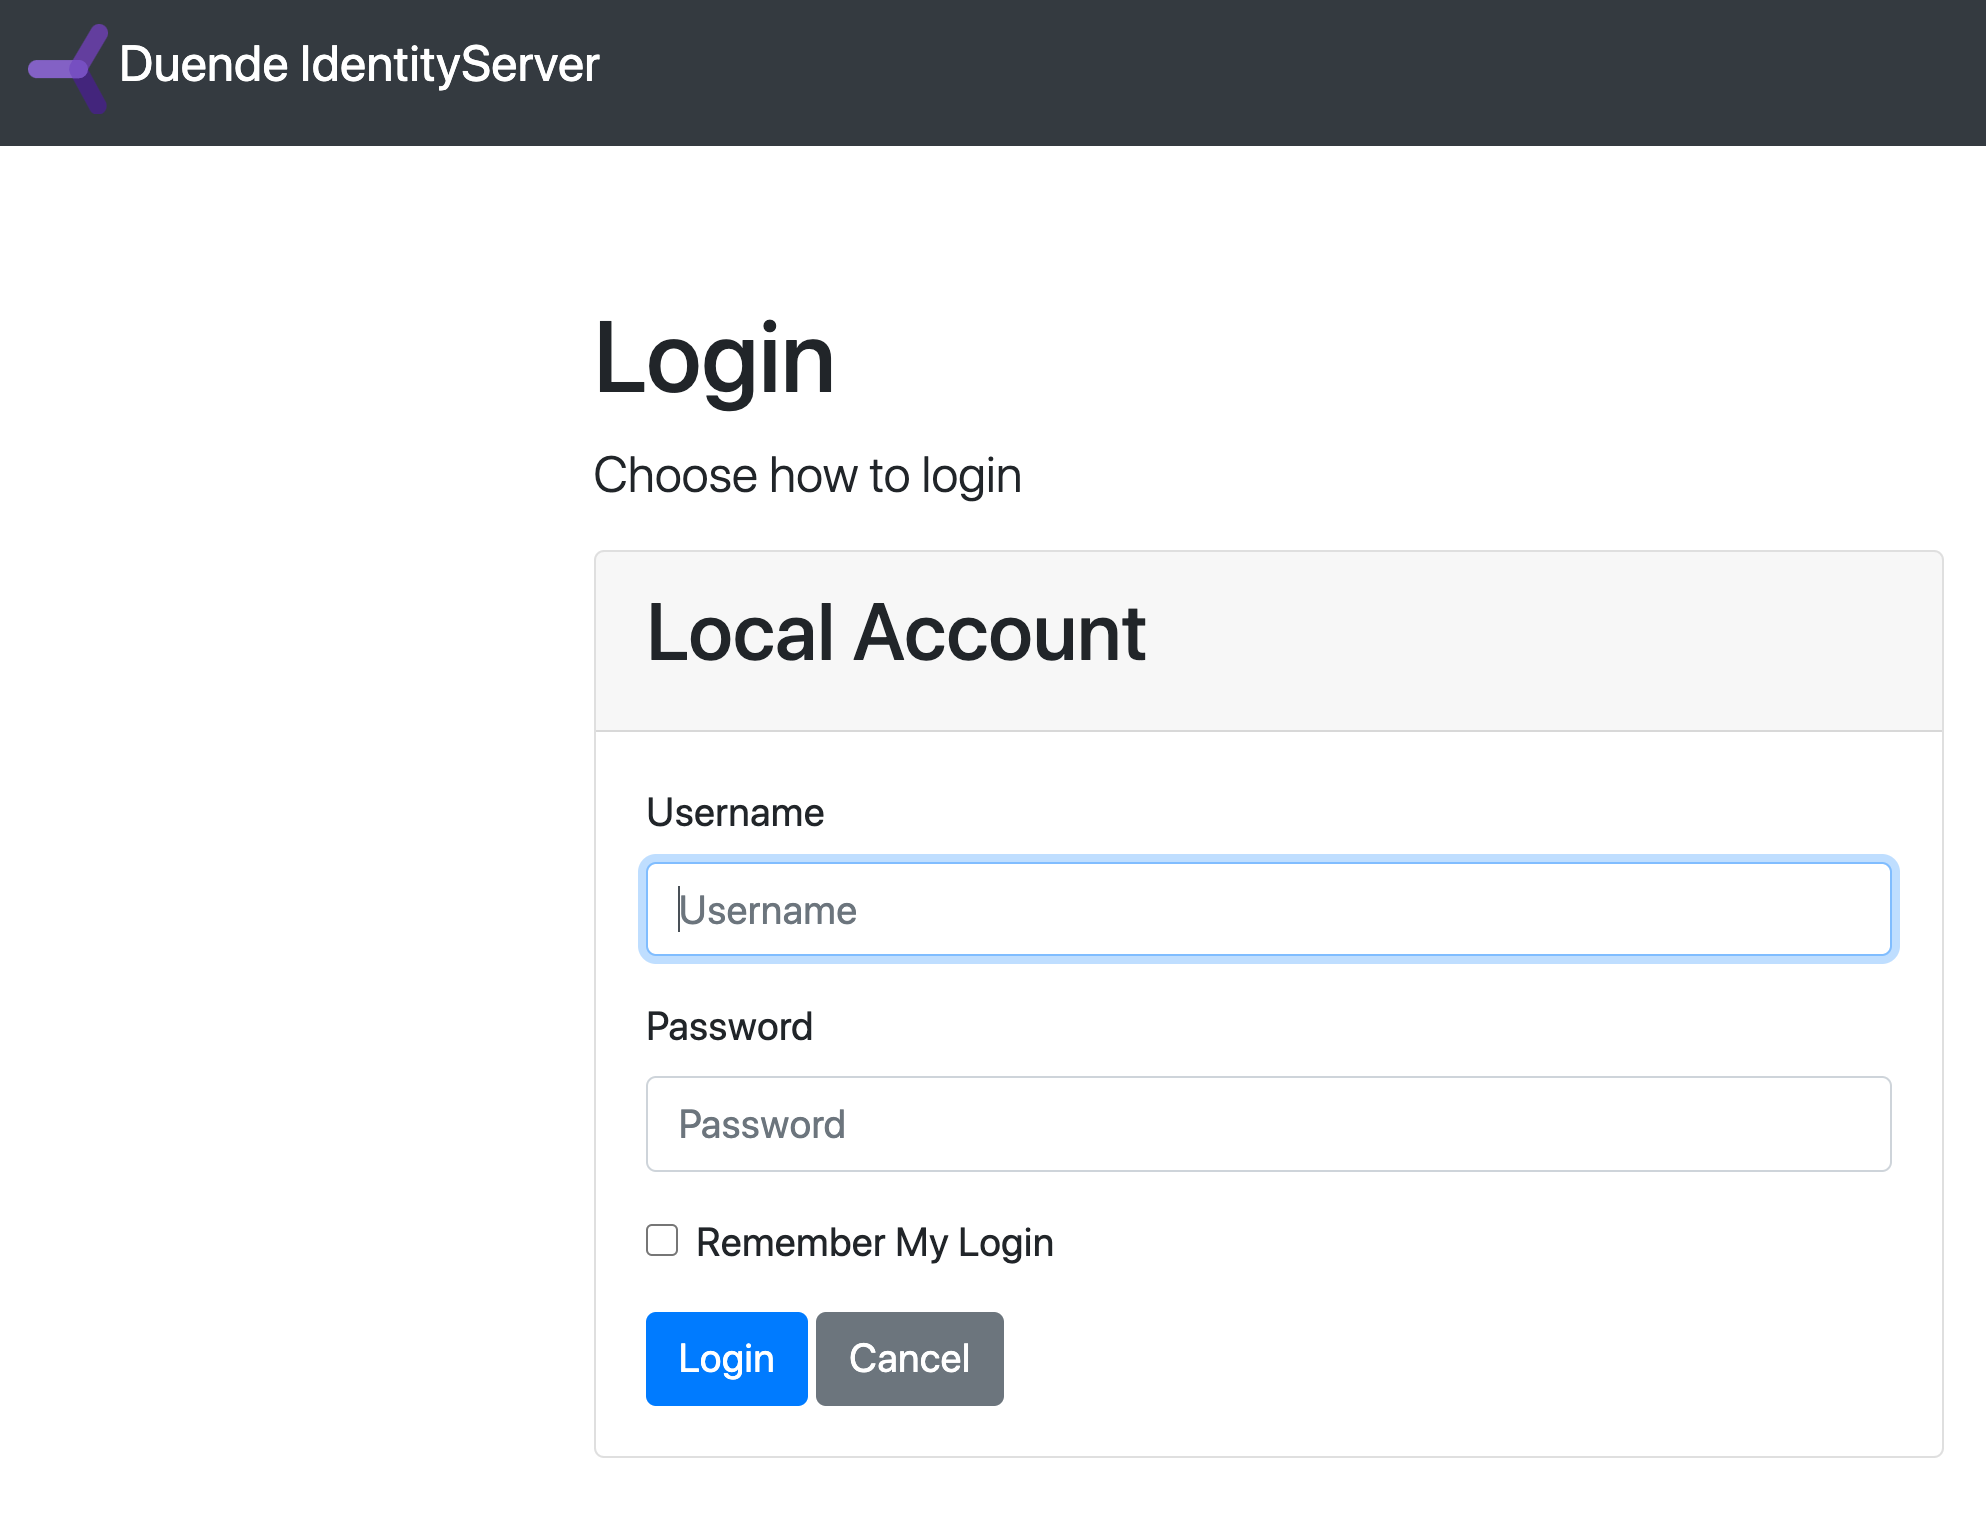 Duende IdentityServer
Login
Choose how to login
Local Account
Username
Username
Password
Password
Remember My Login
Login Cancel